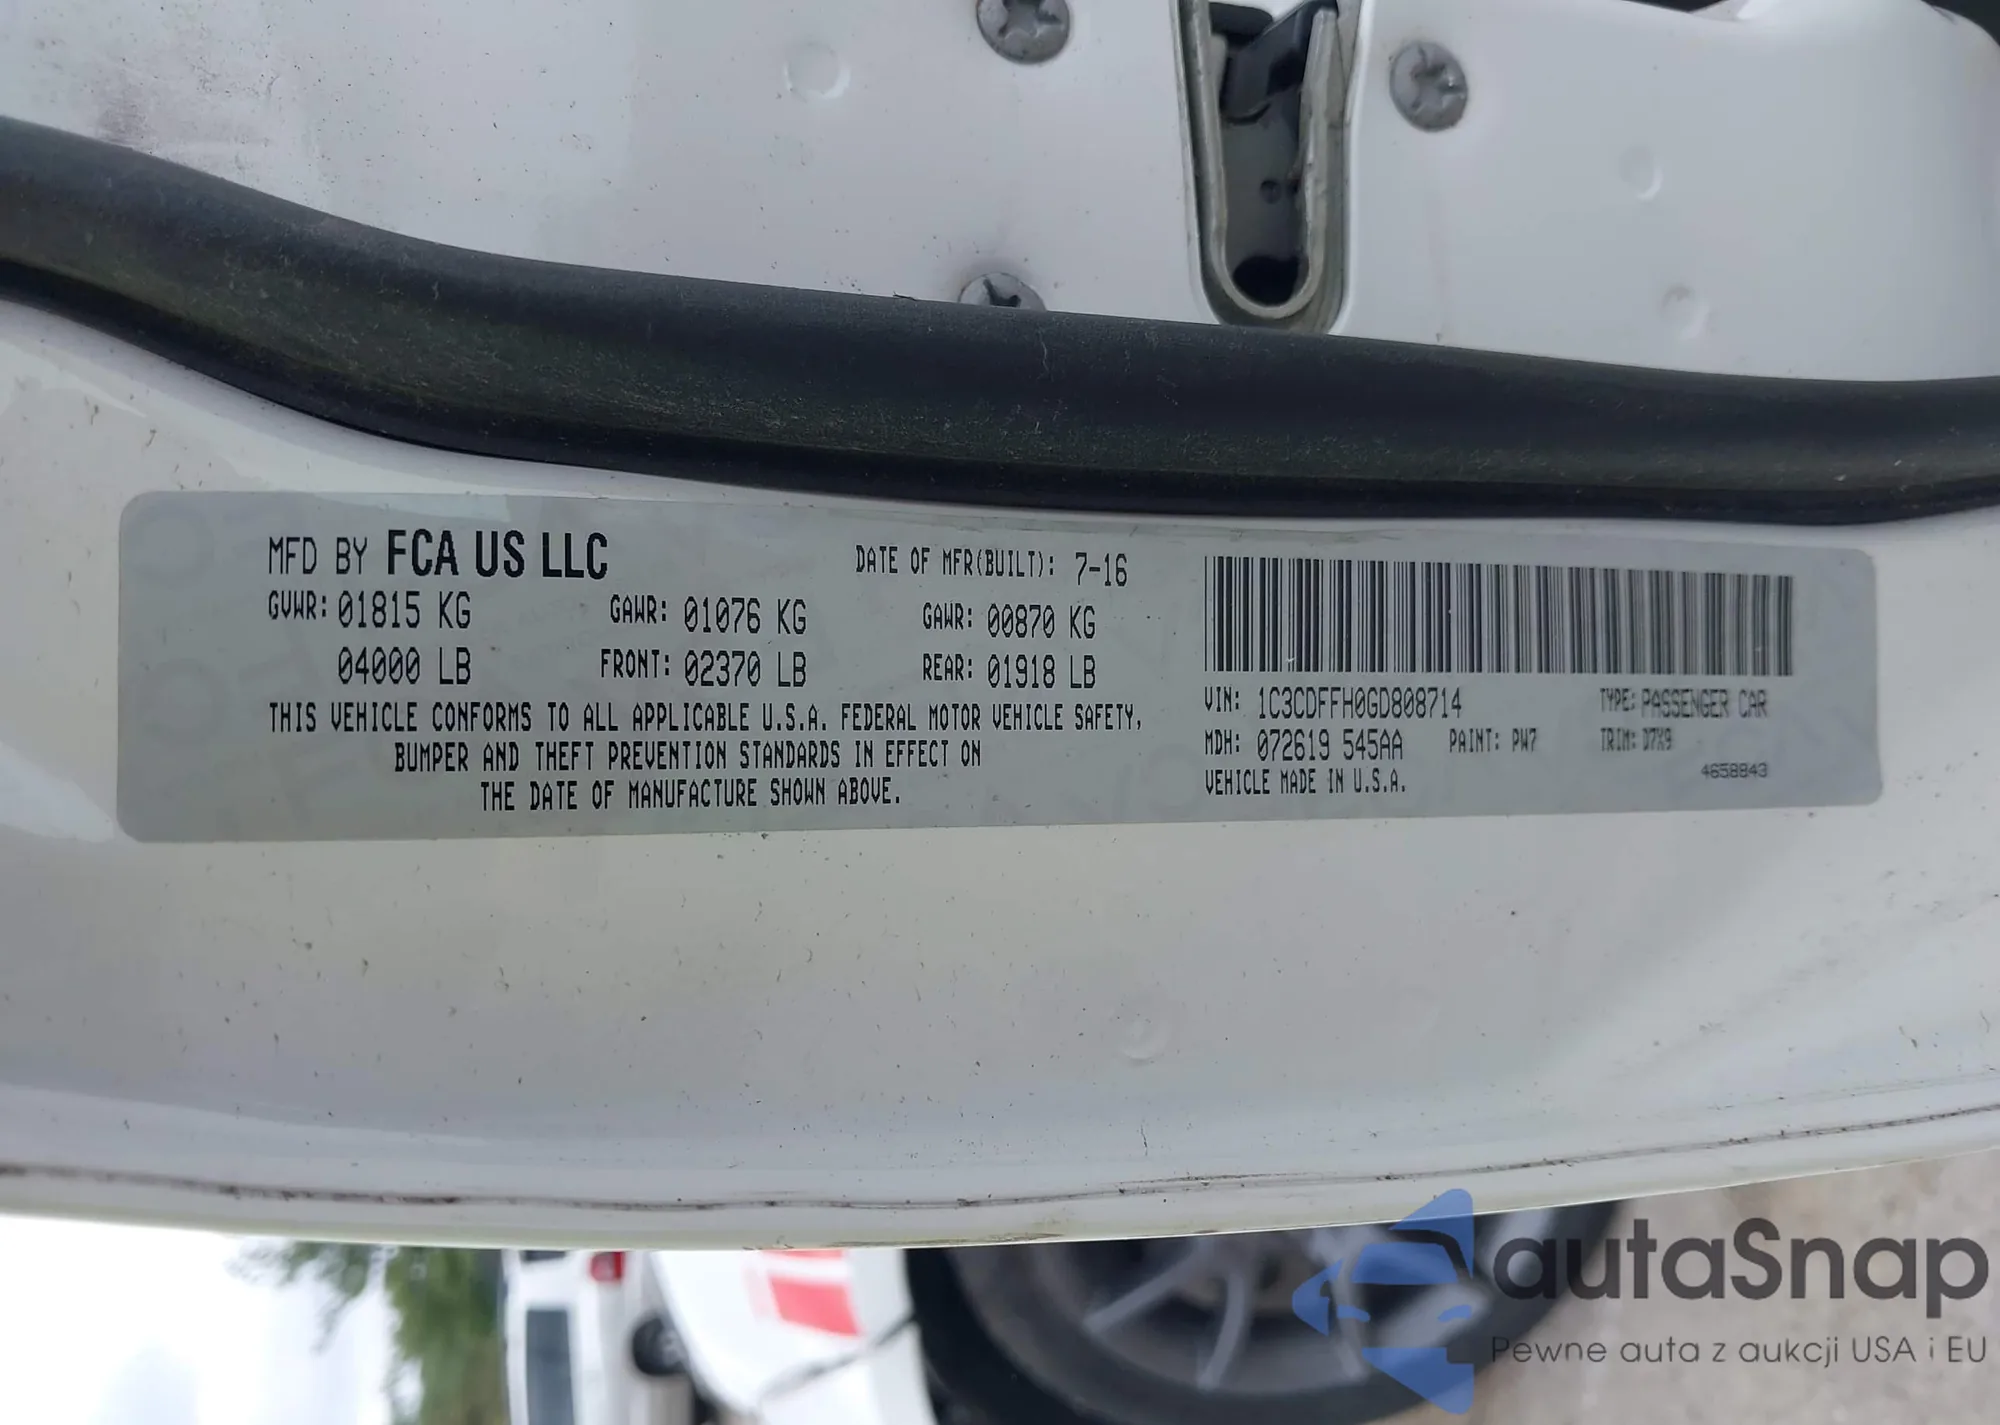 MFD BY FCA US LLC DATE OF MFR(BUILT): 7-16
GVWR: 01815 KG GAWR: 01076 KG GAWR: 00870 KG
04000 LB FRONT: 02370 LB REAR: 01918 LB
THIS VEHICLE CONFORMS TO ALL APPLICABLE U.S.A. FEDERAL MOTOR VEHICLE SAFETY,
BUMPER AND THEFT PREVENTION STANDARDS IN EFFECT ON
THE DATE OF MANUFACTURE SHOWN ABOVE.
VIN: 1C3CDFFH0GD808714 TYPE: PASSENGER CAR
MDH: 072619 545AA PAINT: PW7 TRIM: D7X9
VEHICLE MADE IN U.S.A. 4658843
autaSnap
Pewne auta z aukcji USA i EU